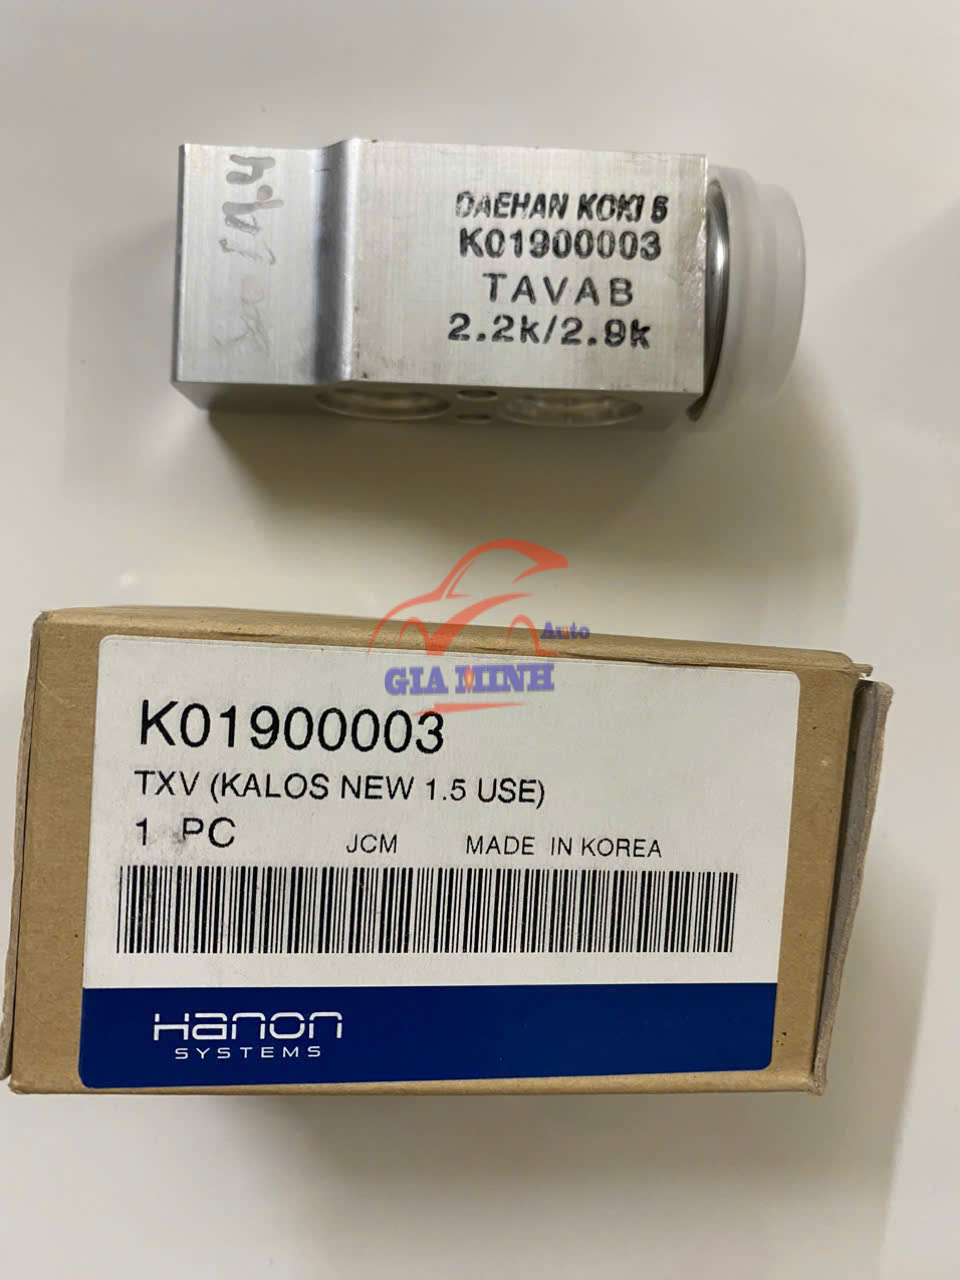 DAEHAN KOKI 5
K01900003
TAVAB
2.2k/2.9k
Auto
GIA MINH
K01900003
TXV (KALOS NEW 1.5 USE)
1 PC
JCM MADE IN KOREA
Hanon
SYSTEMS